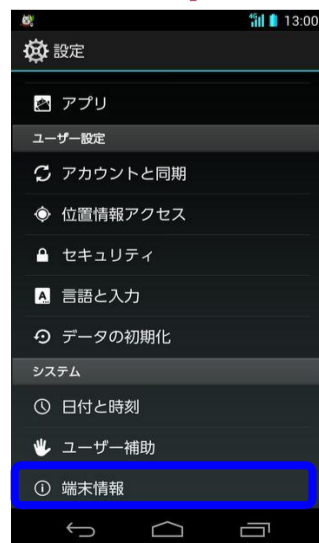 4G 13:00
設定
アプリ
ユーザー設定
アカウントと同期
位置情報アクセス
セキュリティ
A 言語と入力
データの初期化
システム
日付と時刻
ユーザー補助
端末情報